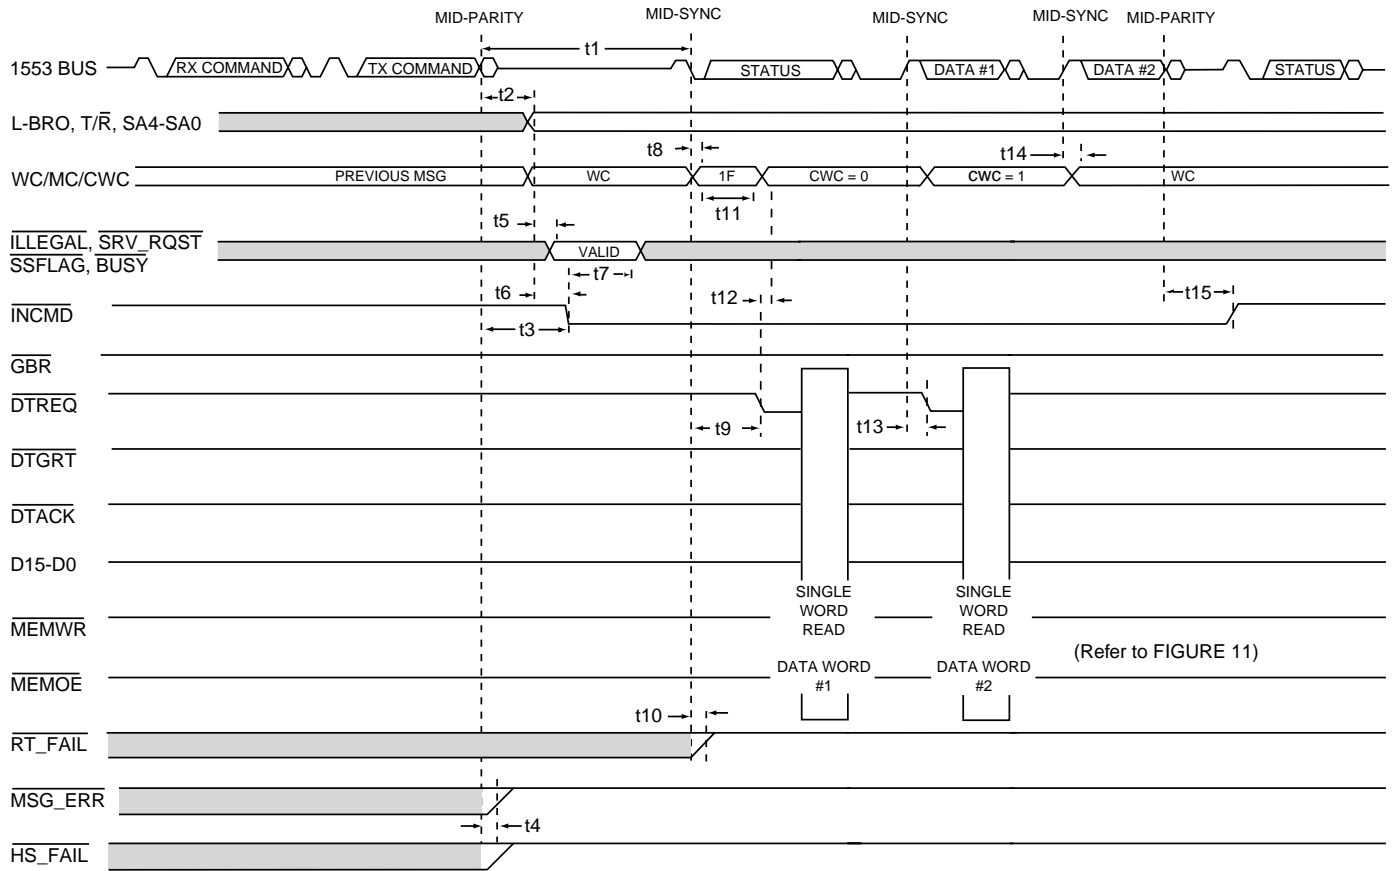 MID-PARITY
MID-SYNC
MID-SYNC
MID-SYNC
MID-PARITY
t1
1553 BUS
RX COMMAND
TX COMMAND
STATUS
DATA #1
DATA #2
STATUS
t2
L-BRO, T/R̅, SA4-SA0
t8
t14
WC/MC/CWC
PREVIOUS MSG
WC
1F
CWC = 0
CWC = 1
WC
t11
t5
ILLEGAL, SRV_RQST
SSFLAG, BUSY
VALID
t7
t6
t12
t15
INCMD
t3
GBR
DTREQ
t9
t13
DTGRT
DTACK
D15-D0
SINGLE
WORD
READ
SINGLE
WORD
READ
MEMWR
(Refer to FIGURE 11)
MEMOE
DATA WORD
#1
DATA WORD
#2
t10
RT_FAIL
MSG_ERR
t4
HS_FAIL